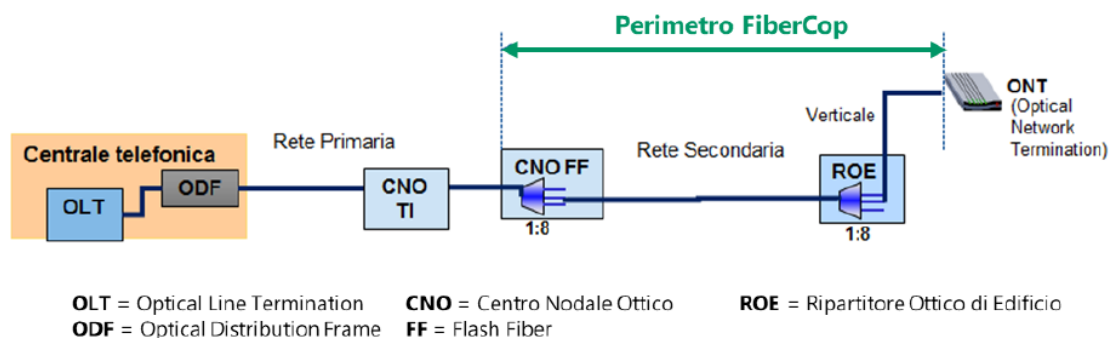 Perimetro FiberCop
ONT
(Optical
Network
Termination)
Verticale
Rete Primaria
Rete Secondaria
Centrale telefonica
CNO FF
ROE
ODF
CNO
TI
OLT
1:8
1:8
OLT = Optical Line Termination
CNO = Centro Nodale Ottico
ROE = Ripartitore Ottico di Edificio
ODF = Optical Distribution Frame
FF = Flash Fiber